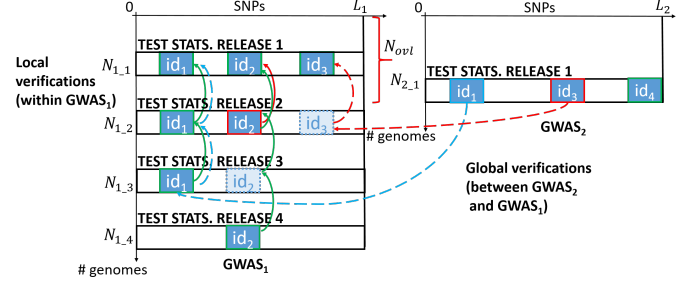 0 SNPs L₁ 0 SNPs L₂
TEST STATS. RELEASE 1
N₁_₁ id₁ id₂ id₃
Local
verifications
(within GWAS₁)
N_ovl
TEST STATS. RELEASE 1
N₂_₁ id₁ id₃ id₄
TEST STATS. RELEASE 2
N₁_₂ id₁ id₂ id₃
# genomes GWAS₂
TEST STATS. RELEASE 3
N₁_₃ id₁ id₂
Global verifications
(between GWAS₂
and GWAS₁)
TEST STATS. RELEASE 4
N₁_₄ id₂
# genomes GWAS₁